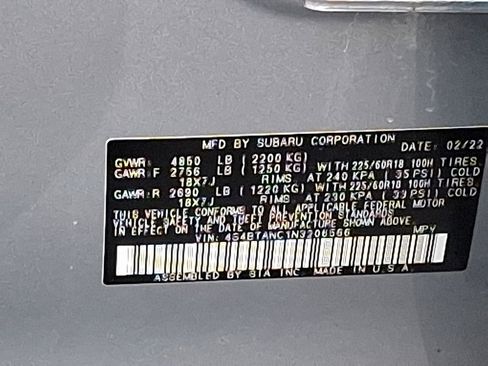 MFD BY SUBARU CORPORATION DATE: 02/22
GVWR: 4850 LB (2200 KG)
GAWR: F 2756 LB (1250 KG) WITH 225/60R18 100H TIRES
18X7J RIMS AT 240 KPA (35 PSI) COLD
GAWR: R 2690 LB (1220 KG) WITH 225/60R18 100H TIRES
18X7J RIMS AT 230 KPA (33 PSI) COLD
THIS VEHICLE CONFORMS TO ALL APPLICABLE FEDERAL MOTOR
VEHICLE SAFETY AND THEFT PREVENTION STANDARDS
IN EFFECT ON THE DATE OF MANUFACTURE SHOWN ABOVE
VIN: 4S4BTANC1N3208566 MPV
ASSEMBLED BY SIA INC. MADE IN U.S.A.